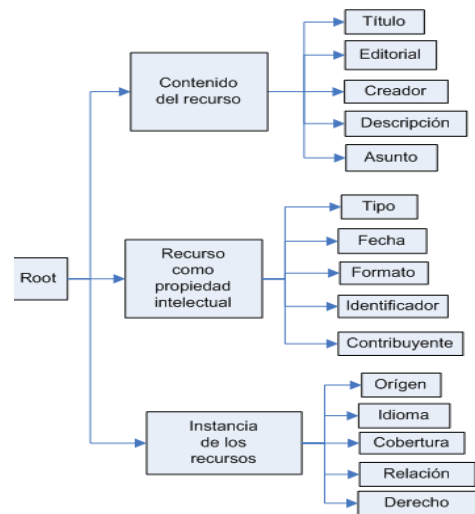 Título
Editorial
Contenido
del recurso
Creador
Descripción
Asunto
Tipo
Fecha
Root
Recurso
como
propiedad
intelectual
Formato
Identificador
Contribuyente
Orígen
Idioma
Instancia
de los
recursos
Cobertura
Relación
Derecho